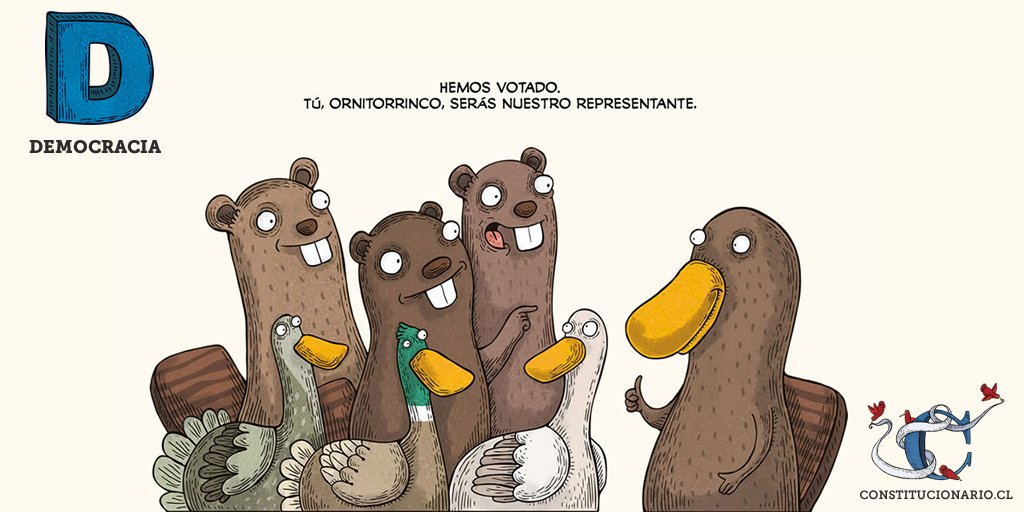 D
DEMOCRACIA
HEMOS VOTADO.
TÚ, ORNITORRINCO, SERÁS NUESTRO REPRESENTANTE.
C
CONSTITUCIONARIO.CL